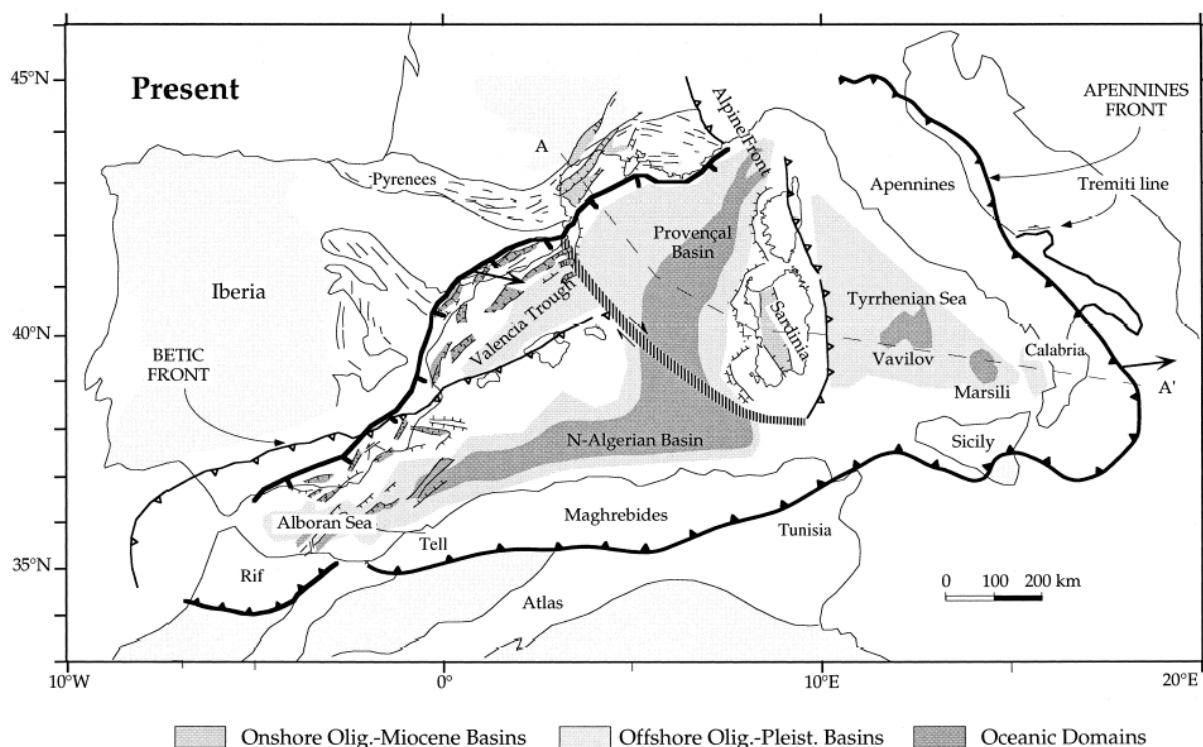 45°N
40°N
35°N
Present
Pyrenees
Iberia
BETIC
FRONT
A
Alpine Front
Provençal
Basin
Valencia Trough
Sardinia
N-Algerian Basin
Alboran Sea
Rif
Tell
Maghrebides
Atlas
Tunisia
Apennines
APENNINES
FRONT
Tremiti line
Tyrrhenian Sea
Vavilov
Marsili
Calabria
A'
Sicily
0 100 200 km
10°W 0° 10°E 20°E
Onshore Olig.-Miocene Basins Offshore Olig.-Pleist. Basins Oceanic Domains